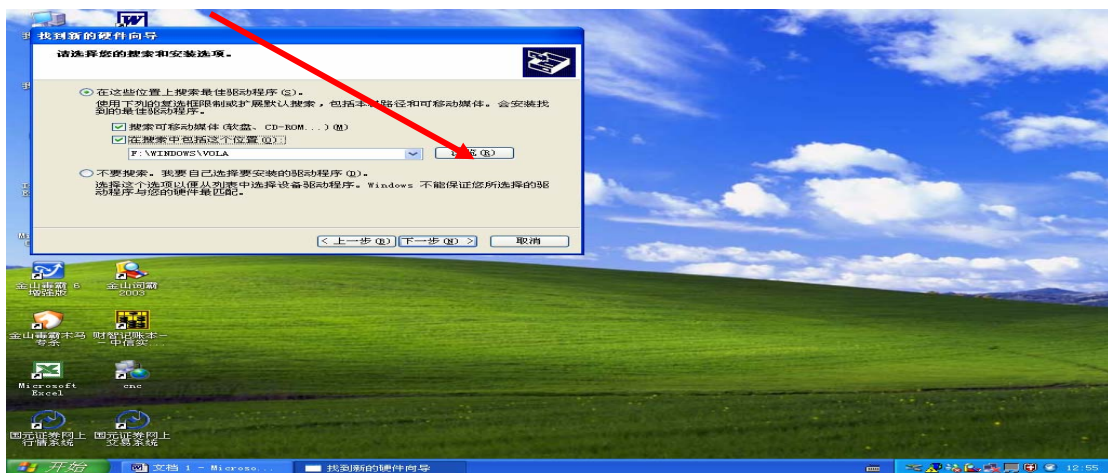 找到新的硬件向导
请选择您的搜索和安装选项。
在这些位置上搜索最佳驱动程序(S)。
使用下列的复选框限制或扩展默认搜索，包括本机路径和可移动媒体。会安装找
到的最佳驱动程序。
搜索可移动媒体(软盘、CD-ROM...)(M)
在搜索中包括这个位置(O):
F:\WINDOWS\VOLA
(R)
不要搜索。我要自己选择要安装的驱动程序(D)。
选择这个选项以便从列表中选择设备驱动程序。Windows 不能保证您所选择的驱
动程序与您的硬件最匹配。
< 上一步(B)
下一步(N) >
取消
金山毒霸 6
增强版
金山词霸
2003
金山毒霸木马
专杀
财智记账本—
—中信实...
Microsoft
Excel
cnc
国元证券网上
行情系统
国元证券网上
交易系统
开始
文档 1 - Microso...
找到新的硬件向导
12:55